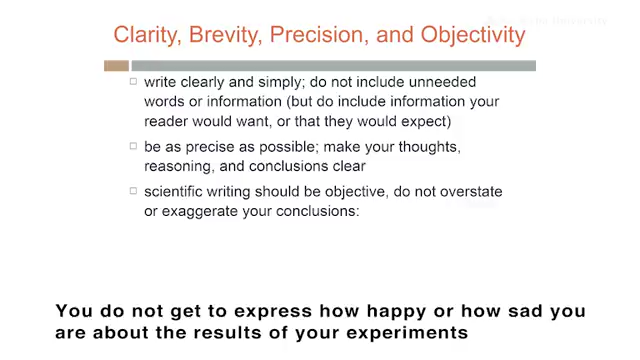 Clarity, Brevity, Precision, and Objectivity
write clearly and simply; do not include unneeded
words or information (but do include information your
reader would want, or that they would expect)
be as precise as possible; make your thoughts,
reasoning, and conclusions clear
scientific writing should be objective, do not overstate
or exaggerate your conclusions:
You do not get to express how happy or how sad you
are about the results of your experiments